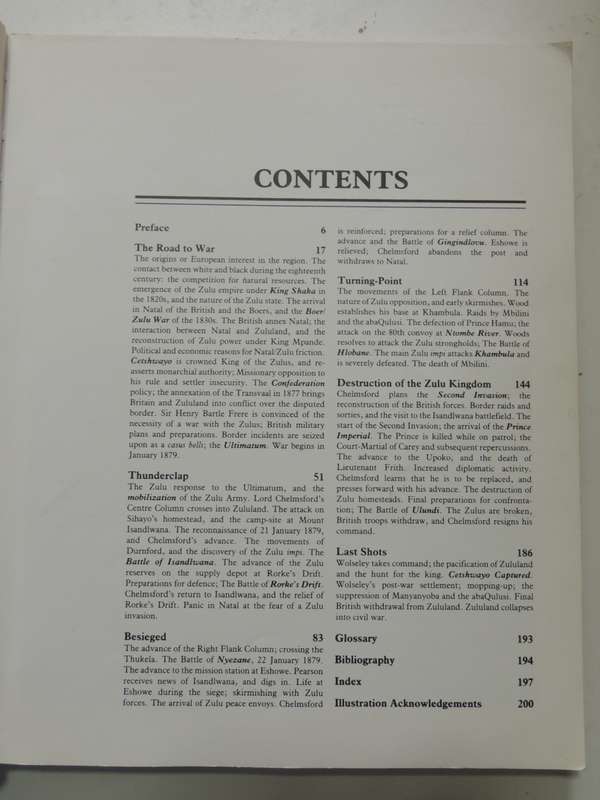 CONTENTS
Preface 6
The Road to War 17
The origins or European interest in the region. The
contact between white and black during the eighteenth
century: the competition for natural resources. The
emergence of the Zulu empire under King Shaka in
the 1820s, and the nature of the Zulu state. The arrival
in Natal of the British and the Boers, and the Boer/
Zulu War of the 1830s. The British annex Natal; the
interaction between Natal and Zululand, and the
reconstruction of Zulu power under King Mpande.
Political and economic reasons for Natal/Zulu friction.
Cetshwayo is crowned King of the Zulus, and re-
asserts monarchial authority; Missionary opposition to
his rule and settler insecurity. The Confederation
policy; the annexation of the Transvaal in 1877 brings
Britain and Zululand into conflict over the disputed
border. Sir Henry Bartle Frere is convinced of the
necessity of a war with the Zulus; British military
plans and preparations. Border incidents are seized
upon as a casus belli; the Ultimatum. War begins in
January 1879.
Thunderclap 51
The Zulu response to the Ultimatum, and the
mobilization of the Zulu Army. Lord Chelmsford's
Centre Column crosses into Zululand. The attack on
Sihayo's homestead, and the camp-site at Mount
Isandlwana. The reconnaissance of 21 January 1879,
and Chelmsford's advance. The movements of
Durnford, and the discovery of the Zulu impi. The
Battle of Isandlwana. The advance of the Zulu
reserves on the supply depot at Rorke's Drift.
Preparations for defence; The Battle of Rorke's Drift.
Chelmsford's return to Isandlwana, and the relief of
Rorke's Drift. Panic in Natal at the fear of a Zulu
invasion.
Besieged 83
The advance of the Right Flank Column; crossing the
Thukela. The Battle of Nyezane, 22 January 1879.
The advance to the mission station at Eshowe. Pearson
receives news of Isandlwana, and digs in. Life at
Eshowe during the siege; skirmishing with Zulu
forces. The arrival of Zulu peace envoys. Chelmsford
is reinforced; preparations for a relief column. The
advance and the Battle of Gingindlovu. Eshowe is
relieved; Chelmsford abandons the post and
withdraws to Natal.
Turning-Point 114
The movements of the Left Flank Column. The
nature of Zulu opposition, and early skirmishes. Wood
establishes his base at Khambula. Raids by Mbilini
and the abaQulusi. The defection of Prince Hamu; the
attack on the 80th convoy at Ntombe River. Woods
resolves to attack the Zulu strongholds; The Battle of
Hlobane. The main Zulu impi attacks Khambula and
is severely defeated. The death of Mbilini.
Destruction of the Zulu Kingdom 144
Chelmsford plans the Second Invasion; the
reconstruction of the British forces. Border raids and
sorties, and the visit to the Isandlwana battlefield. The
start of the Second Invasion; the arrival of the Prince
Imperial. The Prince is killed while on patrol; the
Court-Martial of Carey and subsequent repercussions.
The advance to the Upoko, and the death of
Lieutenant Frith. Increased diplomatic activity.
Chelmsford learns that he is to be replaced, and
presses forward with his advance. The destruction of
Zulu homesteads. Final preparations for confronta-
tion; The Battle of Ulundi. The Zulus are broken,
British troops withdraw, and Chelmsford resigns his
command.
Last Shots 186
Wolseley takes command; the pacification of Zululand
and the hunt for the king. Cetshwayo Captured.
Wolseley's post-war settlement; mopping-up; the
suppression of Manyanyoba and the abaQulusi. Final
British withdrawal from Zululand. Zululand collapses
into civil war.
Glossary 193
Bibliography 194
Index 197
Illustration Acknowledgements 200